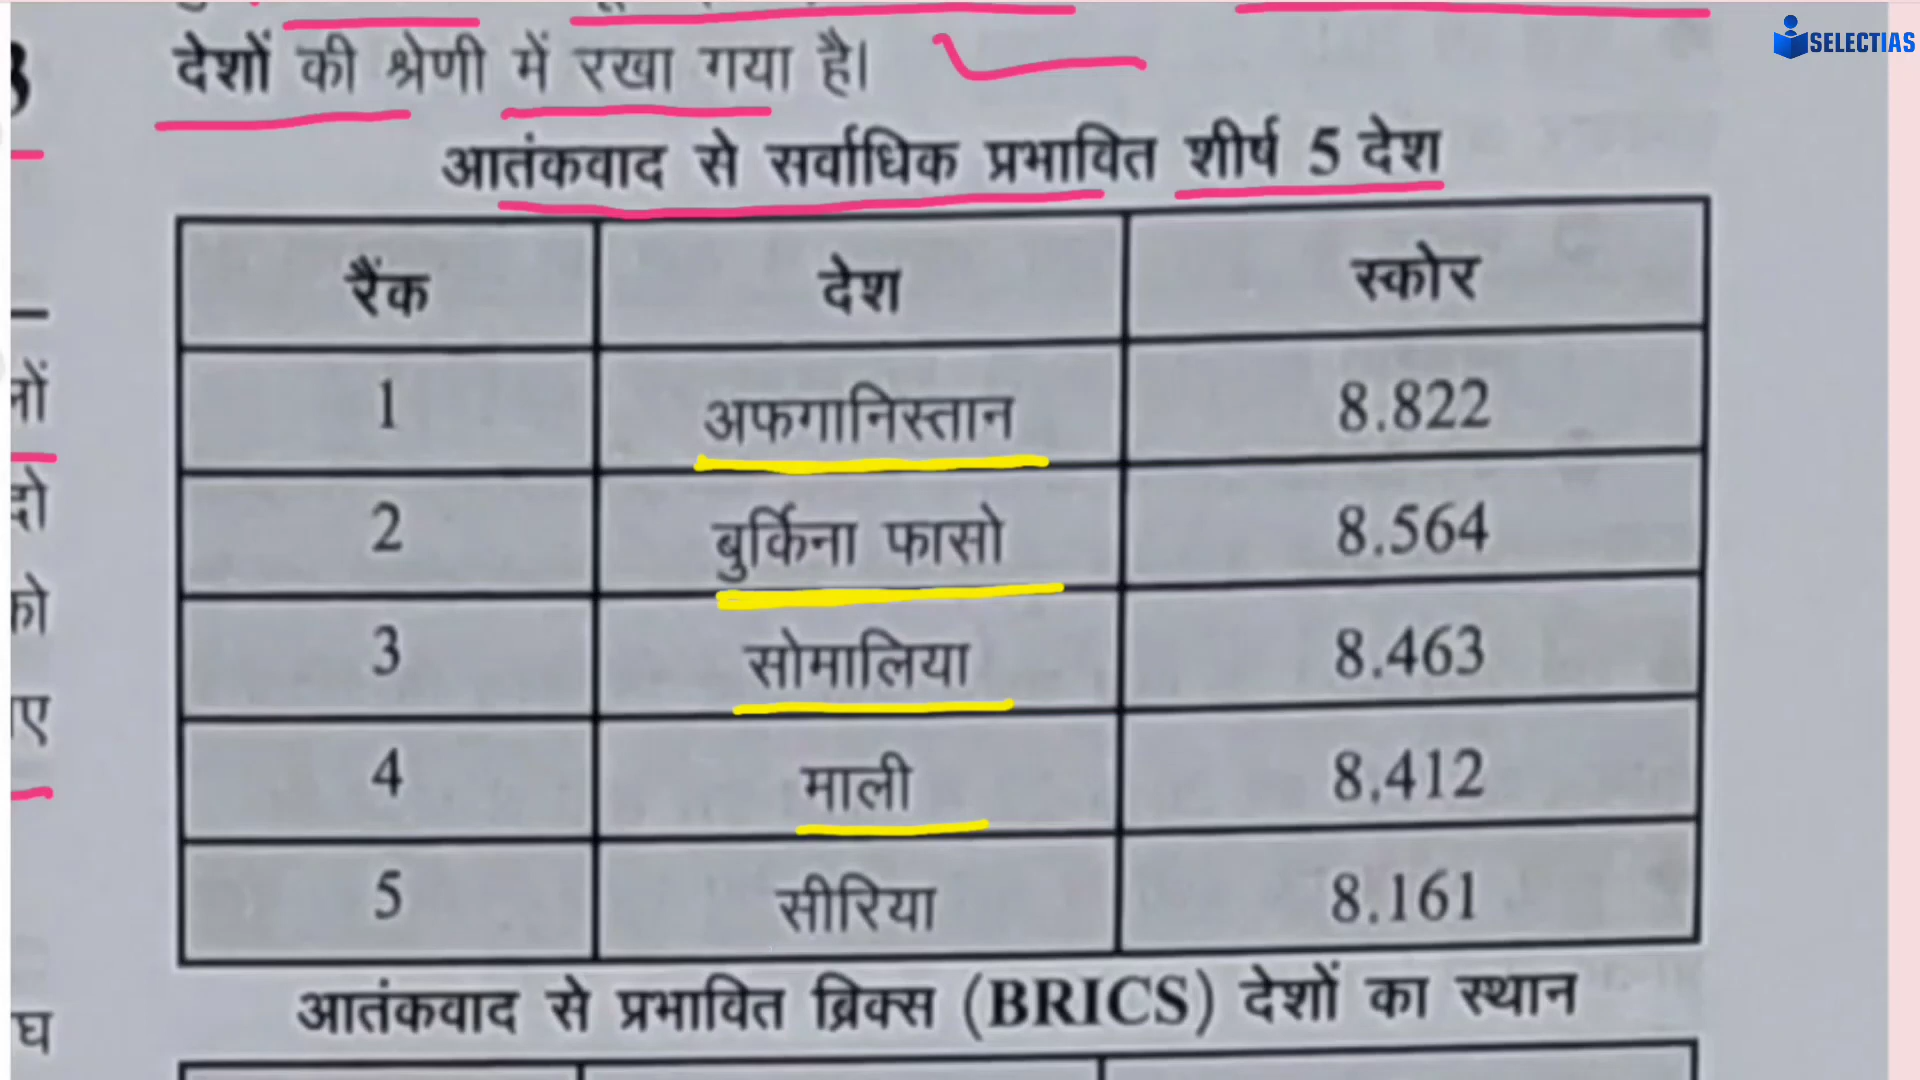 SELECTIAS
देशों की श्रेणी में रखा गया है।
आतंकवाद से सर्वाधिक प्रभावित शीर्ष 5 देश
रैंक देश स्कोर
1 अफगानिस्तान 8.822
2 बुर्किना फासो 8.564
3 सोमालिया 8.463
4 माली 8.412
5 सीरिया 8.161
आतंकवाद से प्रभावित ब्रिक्स (BRICS) देशों का स्थान